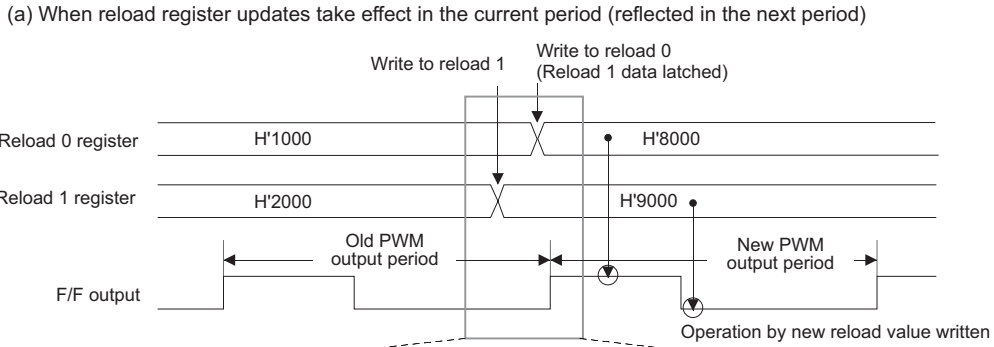 (a) When reload register updates take effect in the current period (reflected in the next period)
Write to reload 1
Write to reload 0
(Reload 1 data latched)
Reload 0 register
H'1000
H'8000
Reload 1 register
H'2000
H'9000
Old PWM
output period
New PWM
output period
F/F output
Operation by new reload value written